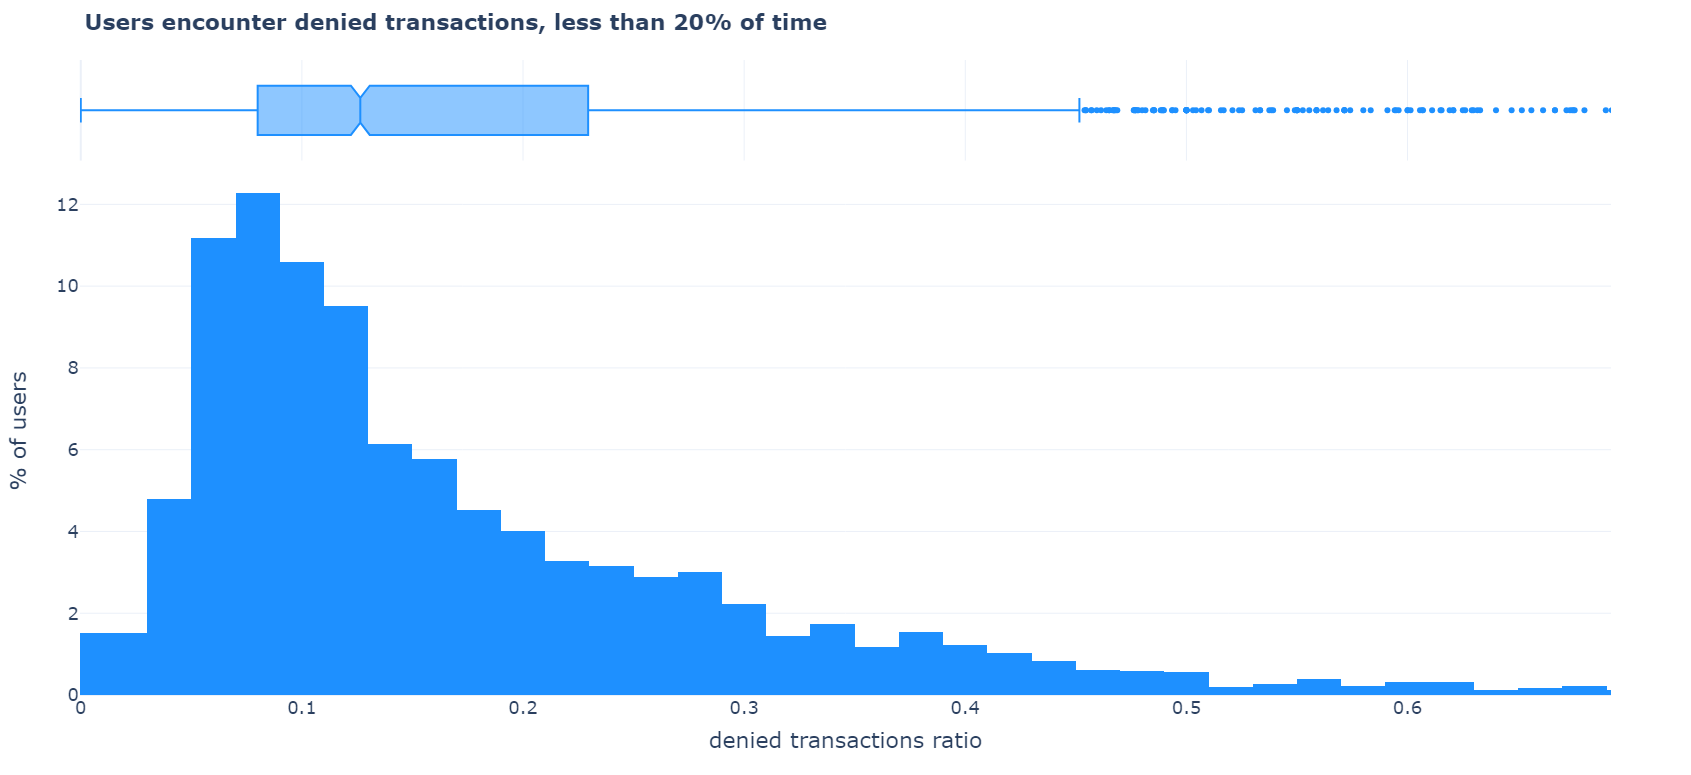 Users encounter denied transactions, less than 20% of time
12
10
8
6
4
2
0
% of users
0 0.1 0.2 0.3 0.4 0.5 0.6
denied transactions ratio